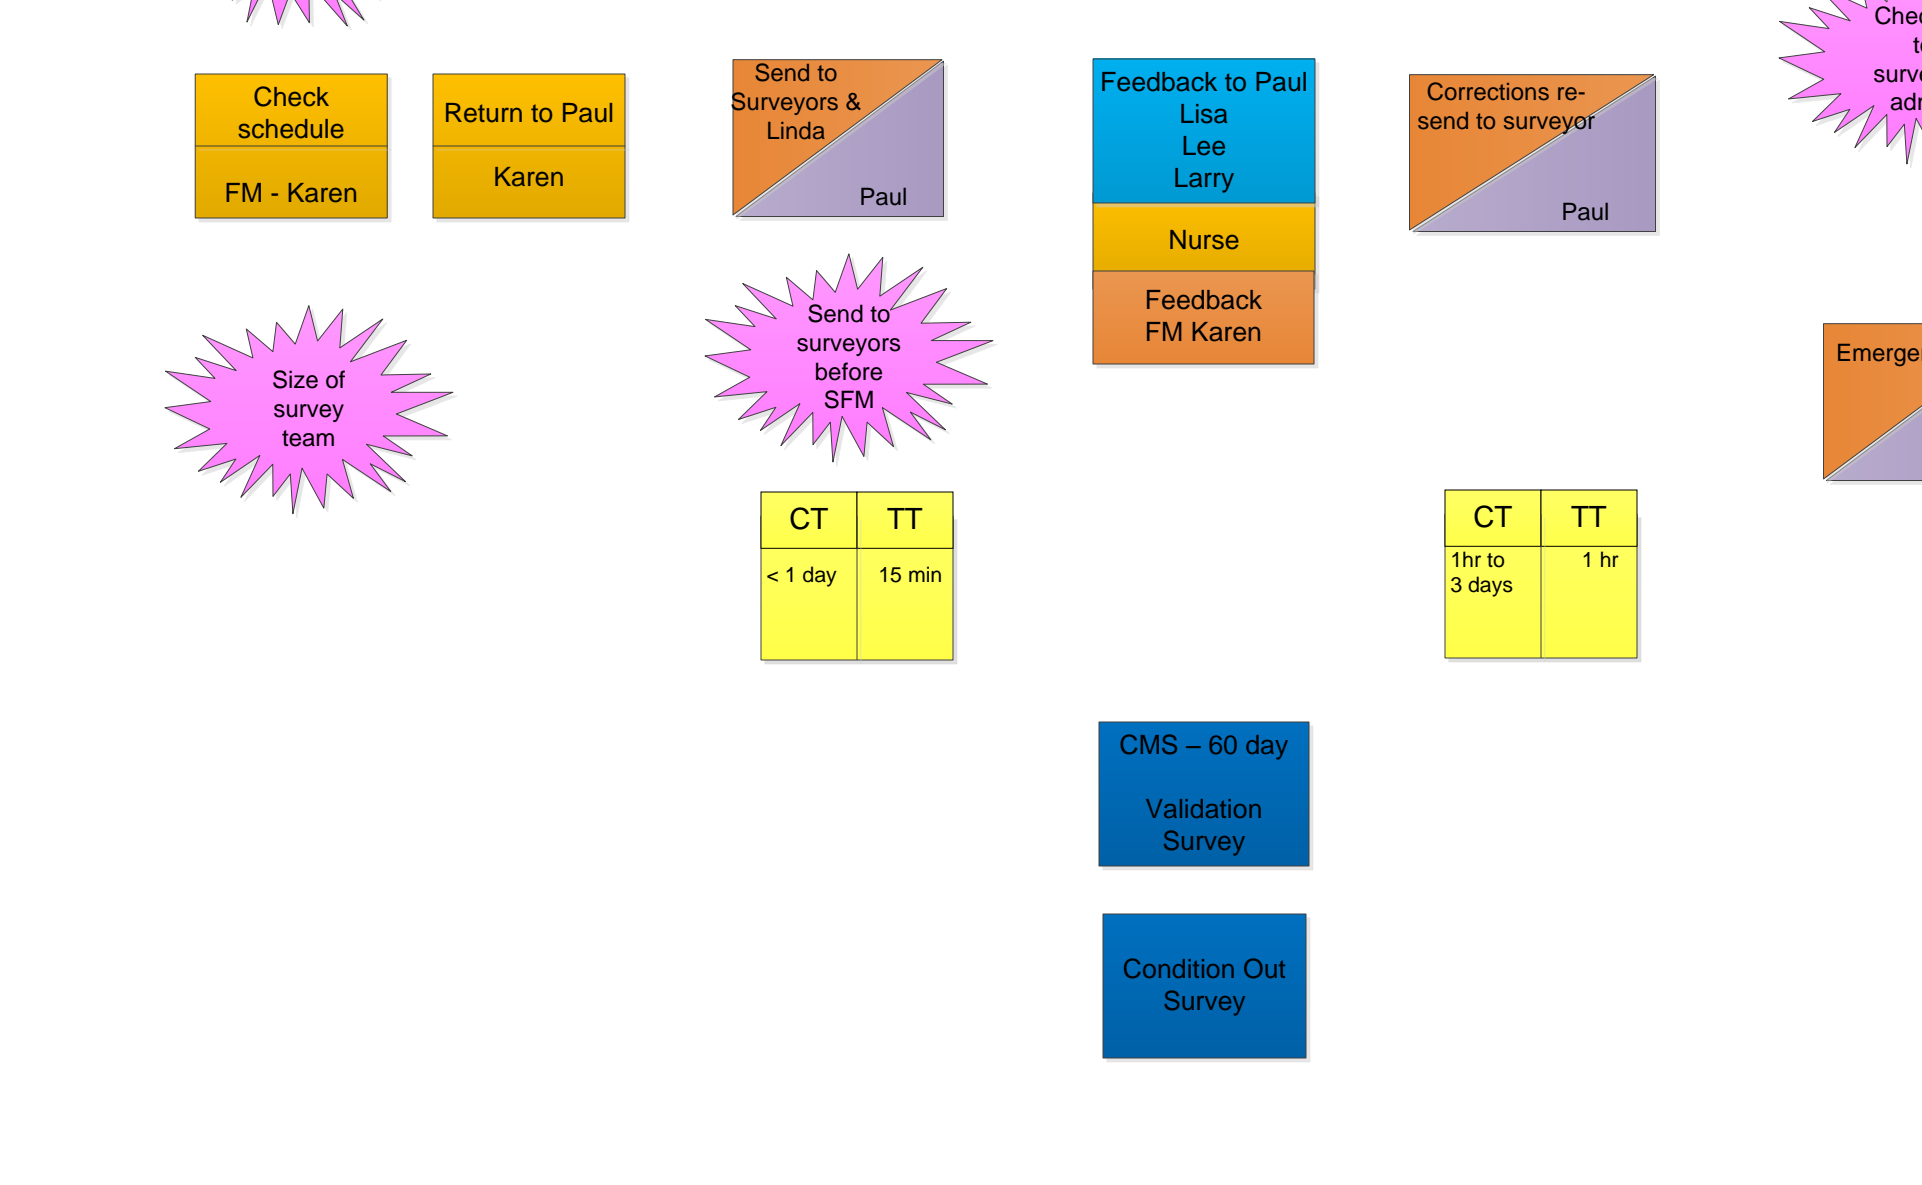 Check
schedule
FM - Karen
Return to Paul
Karen
Send to
Surveyors &
Linda
Paul
Feedback to Paul
Lisa
Lee
Larry
Nurse
Feedback
FM Karen
Corrections re-
send to surveyor
Paul
Size of
survey
team
Send to
surveyors
before
SFM
CT TT
< 1 day 15 min
CT TT
1hr to 1 hr
3 days
CMS – 60 day
Validation
Survey
Condition Out
Survey